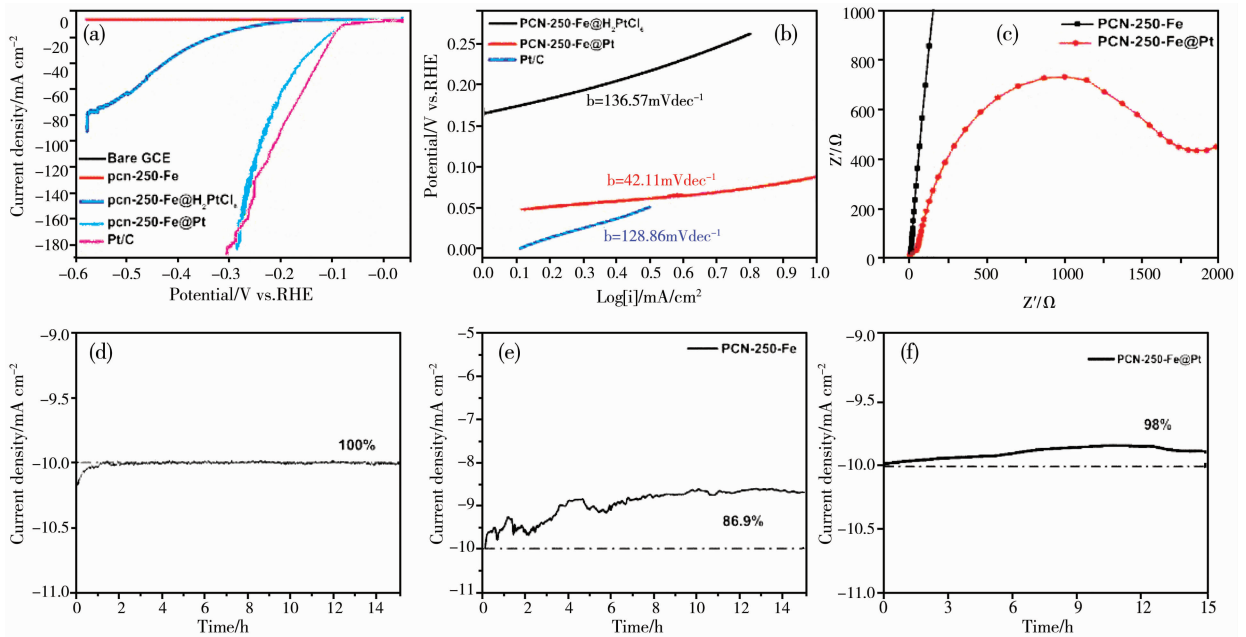 (a)
0
−20
−40
−60
−80
−100
−120
−140
−160
−180
Current density/mA cm⁻²
Bare GCE
pcn-250-Fe
pcn-250-Fe@H₂PtCl₆
pcn-250-Fe@Pt
Pt/C
−0.6
−0.5
−0.4
−0.3
−0.2
−0.1
−0.0
Potential/V vs.RHE
(b)
0.25
0.20
0.15
0.10
0.05
0.00
Potential/V vs.RHE
PCN-250-Fe@H₂PtCl₆
PCN-250-Fe@Pt
Pt/C
b=136.57mVdec⁻¹
b=42.11mVdec⁻¹
b=128.86mVdec⁻¹
0.0
0.2
0.4
0.6
0.8
1.0
Log[i]/mA/cm²
(c)
1000
800
600
400
200
0
Z′/Ω
PCN-250-Fe
PCN-250-Fe@Pt
0
500
1000
1500
2000
Z′/Ω
(d)
−9.0
−9.5
−10.0
−10.5
−11.0
Current density/mA cm⁻²
100%
0
2
4
6
8
10
12
14
Time/h
(e)
−5
−6
−7
−8
−9
−10
−11
Current density/mA cm⁻²
PCN-250-Fe
86.9%
0
2
4
6
8
10
12
14
Time/h
(f)
−9.0
−9.5
−10.0
−10.5
−11.0
Current density/mA cm⁻²
PCN-250-Fe@Pt
98%
0
3
6
9
12
15
Time/h